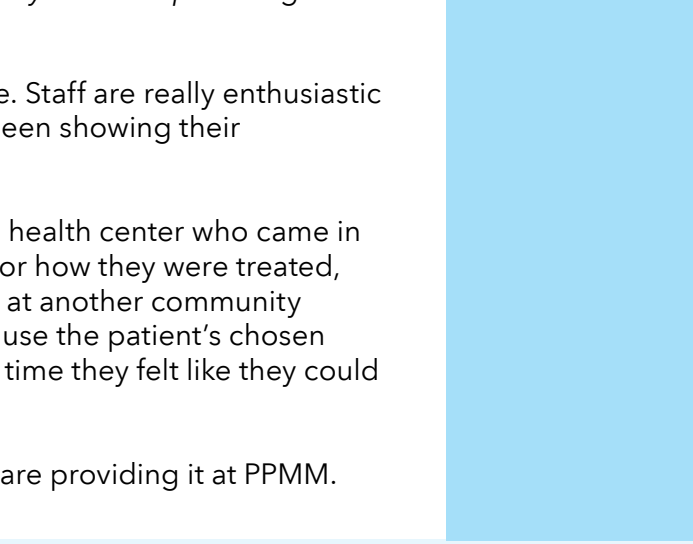 e. Staff are really enthusiastic
een showing their
health center who came in
or how they were treated,
at another community
use the patient's chosen
time they felt like they could
are providing it at PPMM.